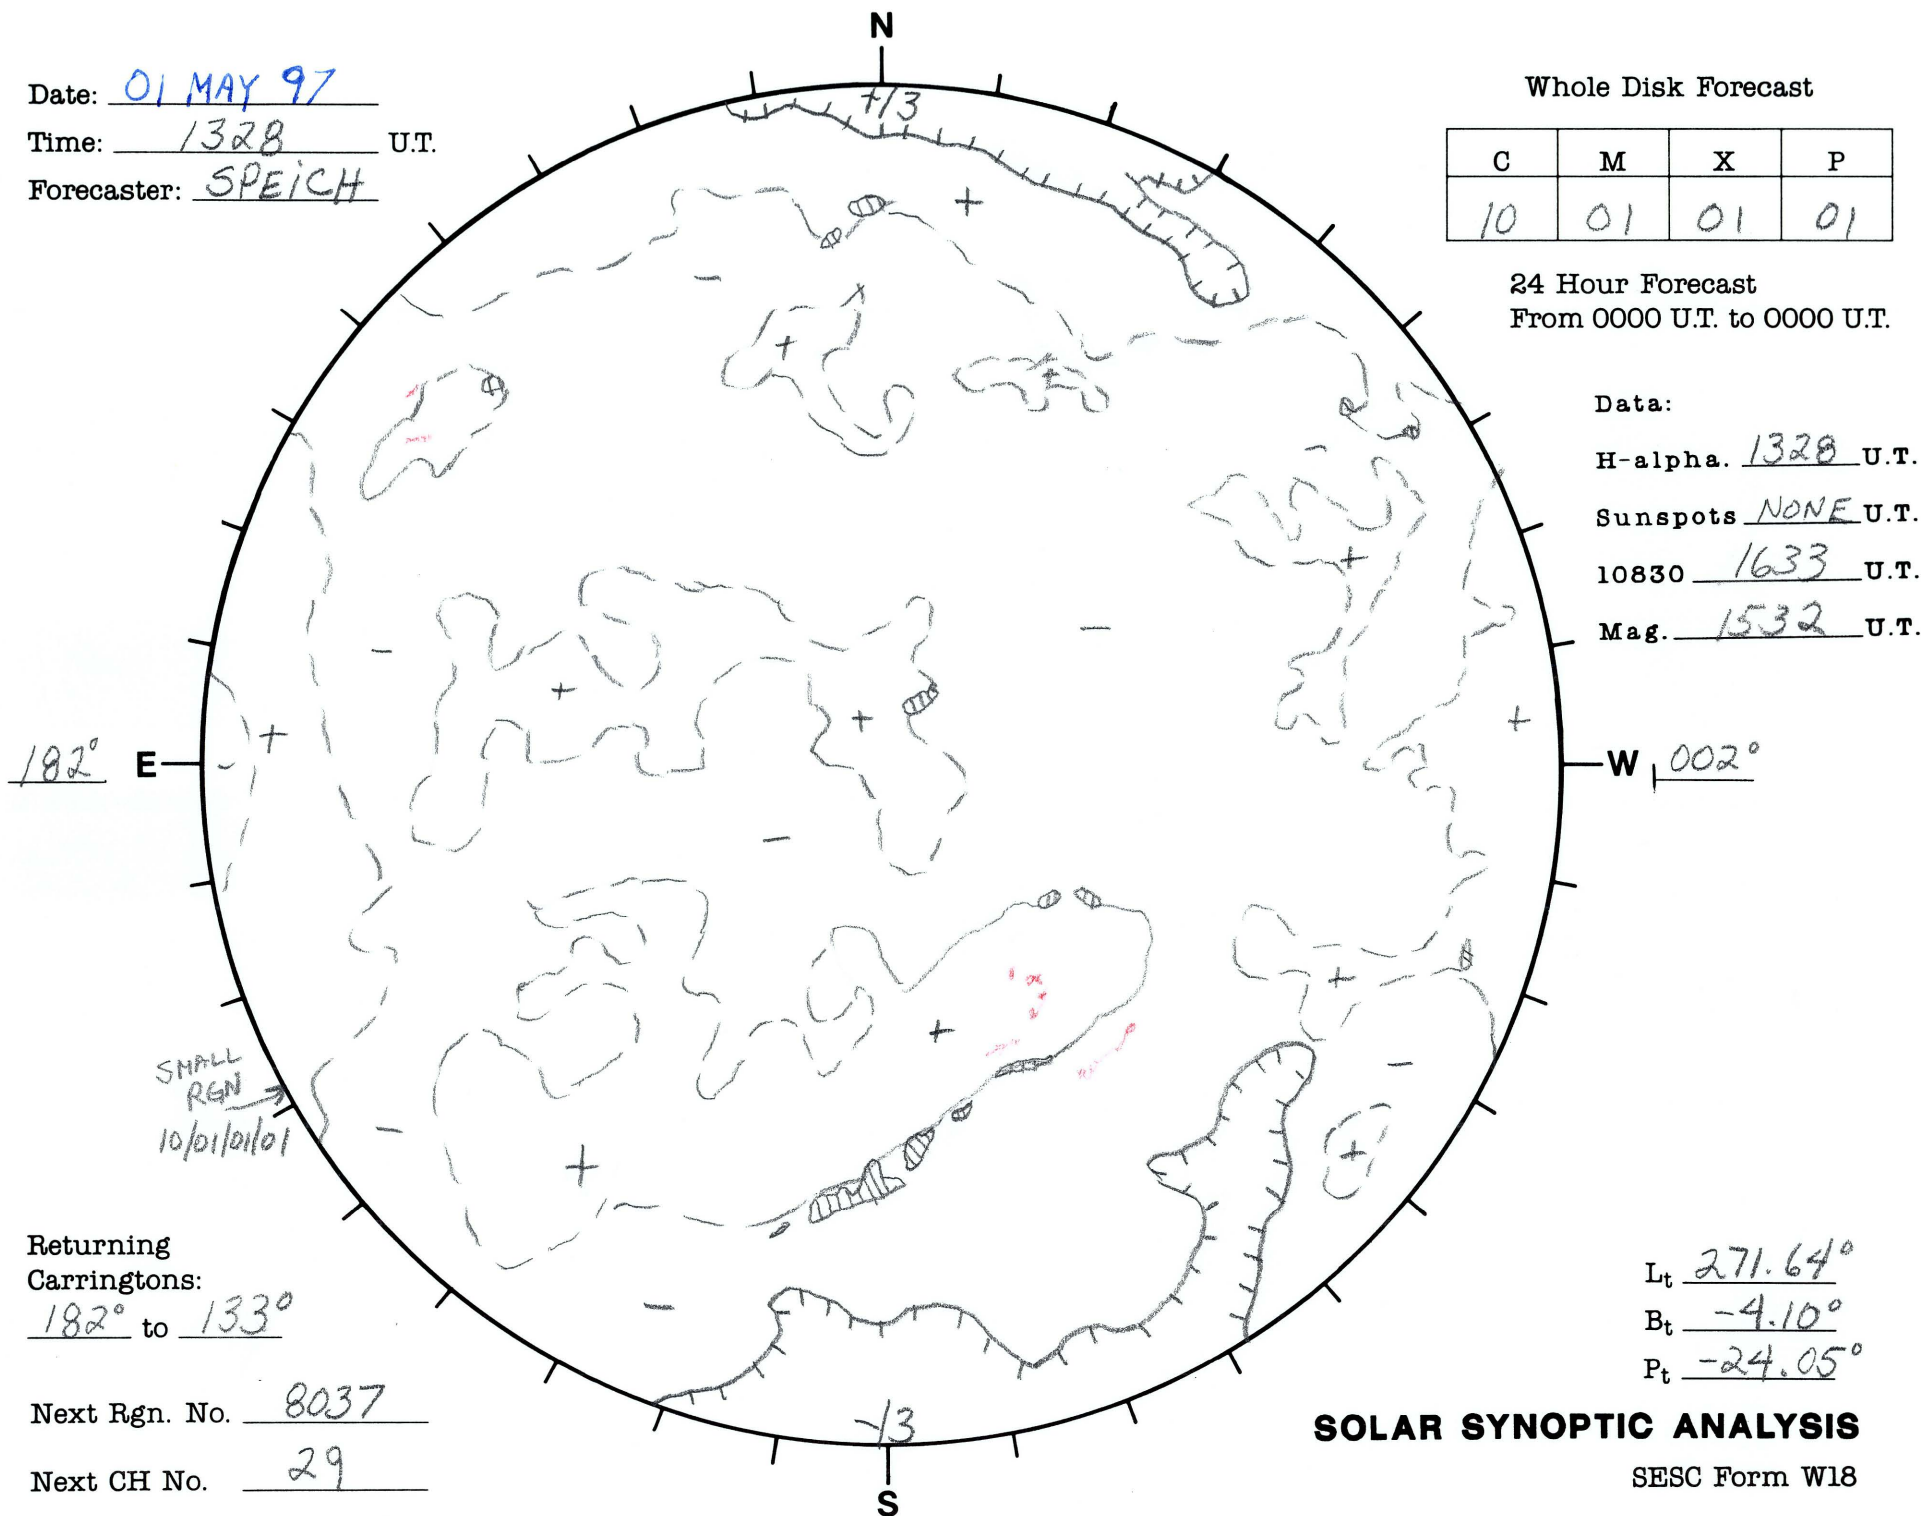 N
Date: 01 MAY 97
Time: 1328 U.T.
Forecaster: SPEICH
Whole Disk Forecast
C M X P
10 01 01 01
24 Hour Forecast
From 0000 U.T. to 0000 U.T.
Data:
H-alpha. 1328 U.T.
Sunspots NONE U.T.
10830 1633 U.T.
Mag. 1532 U.T.
+/3
182° E
W 002°
SMALL
RGN
10/01/01/01
Returning
Carringtons:
182° to 133°
Next Rgn. No. 8037
Next CH No. 29
-/3
S
Lt 271.64°
Bt -4.10°
Pt -24.05°
SOLAR SYNOPTIC ANALYSIS
SESC Form W18